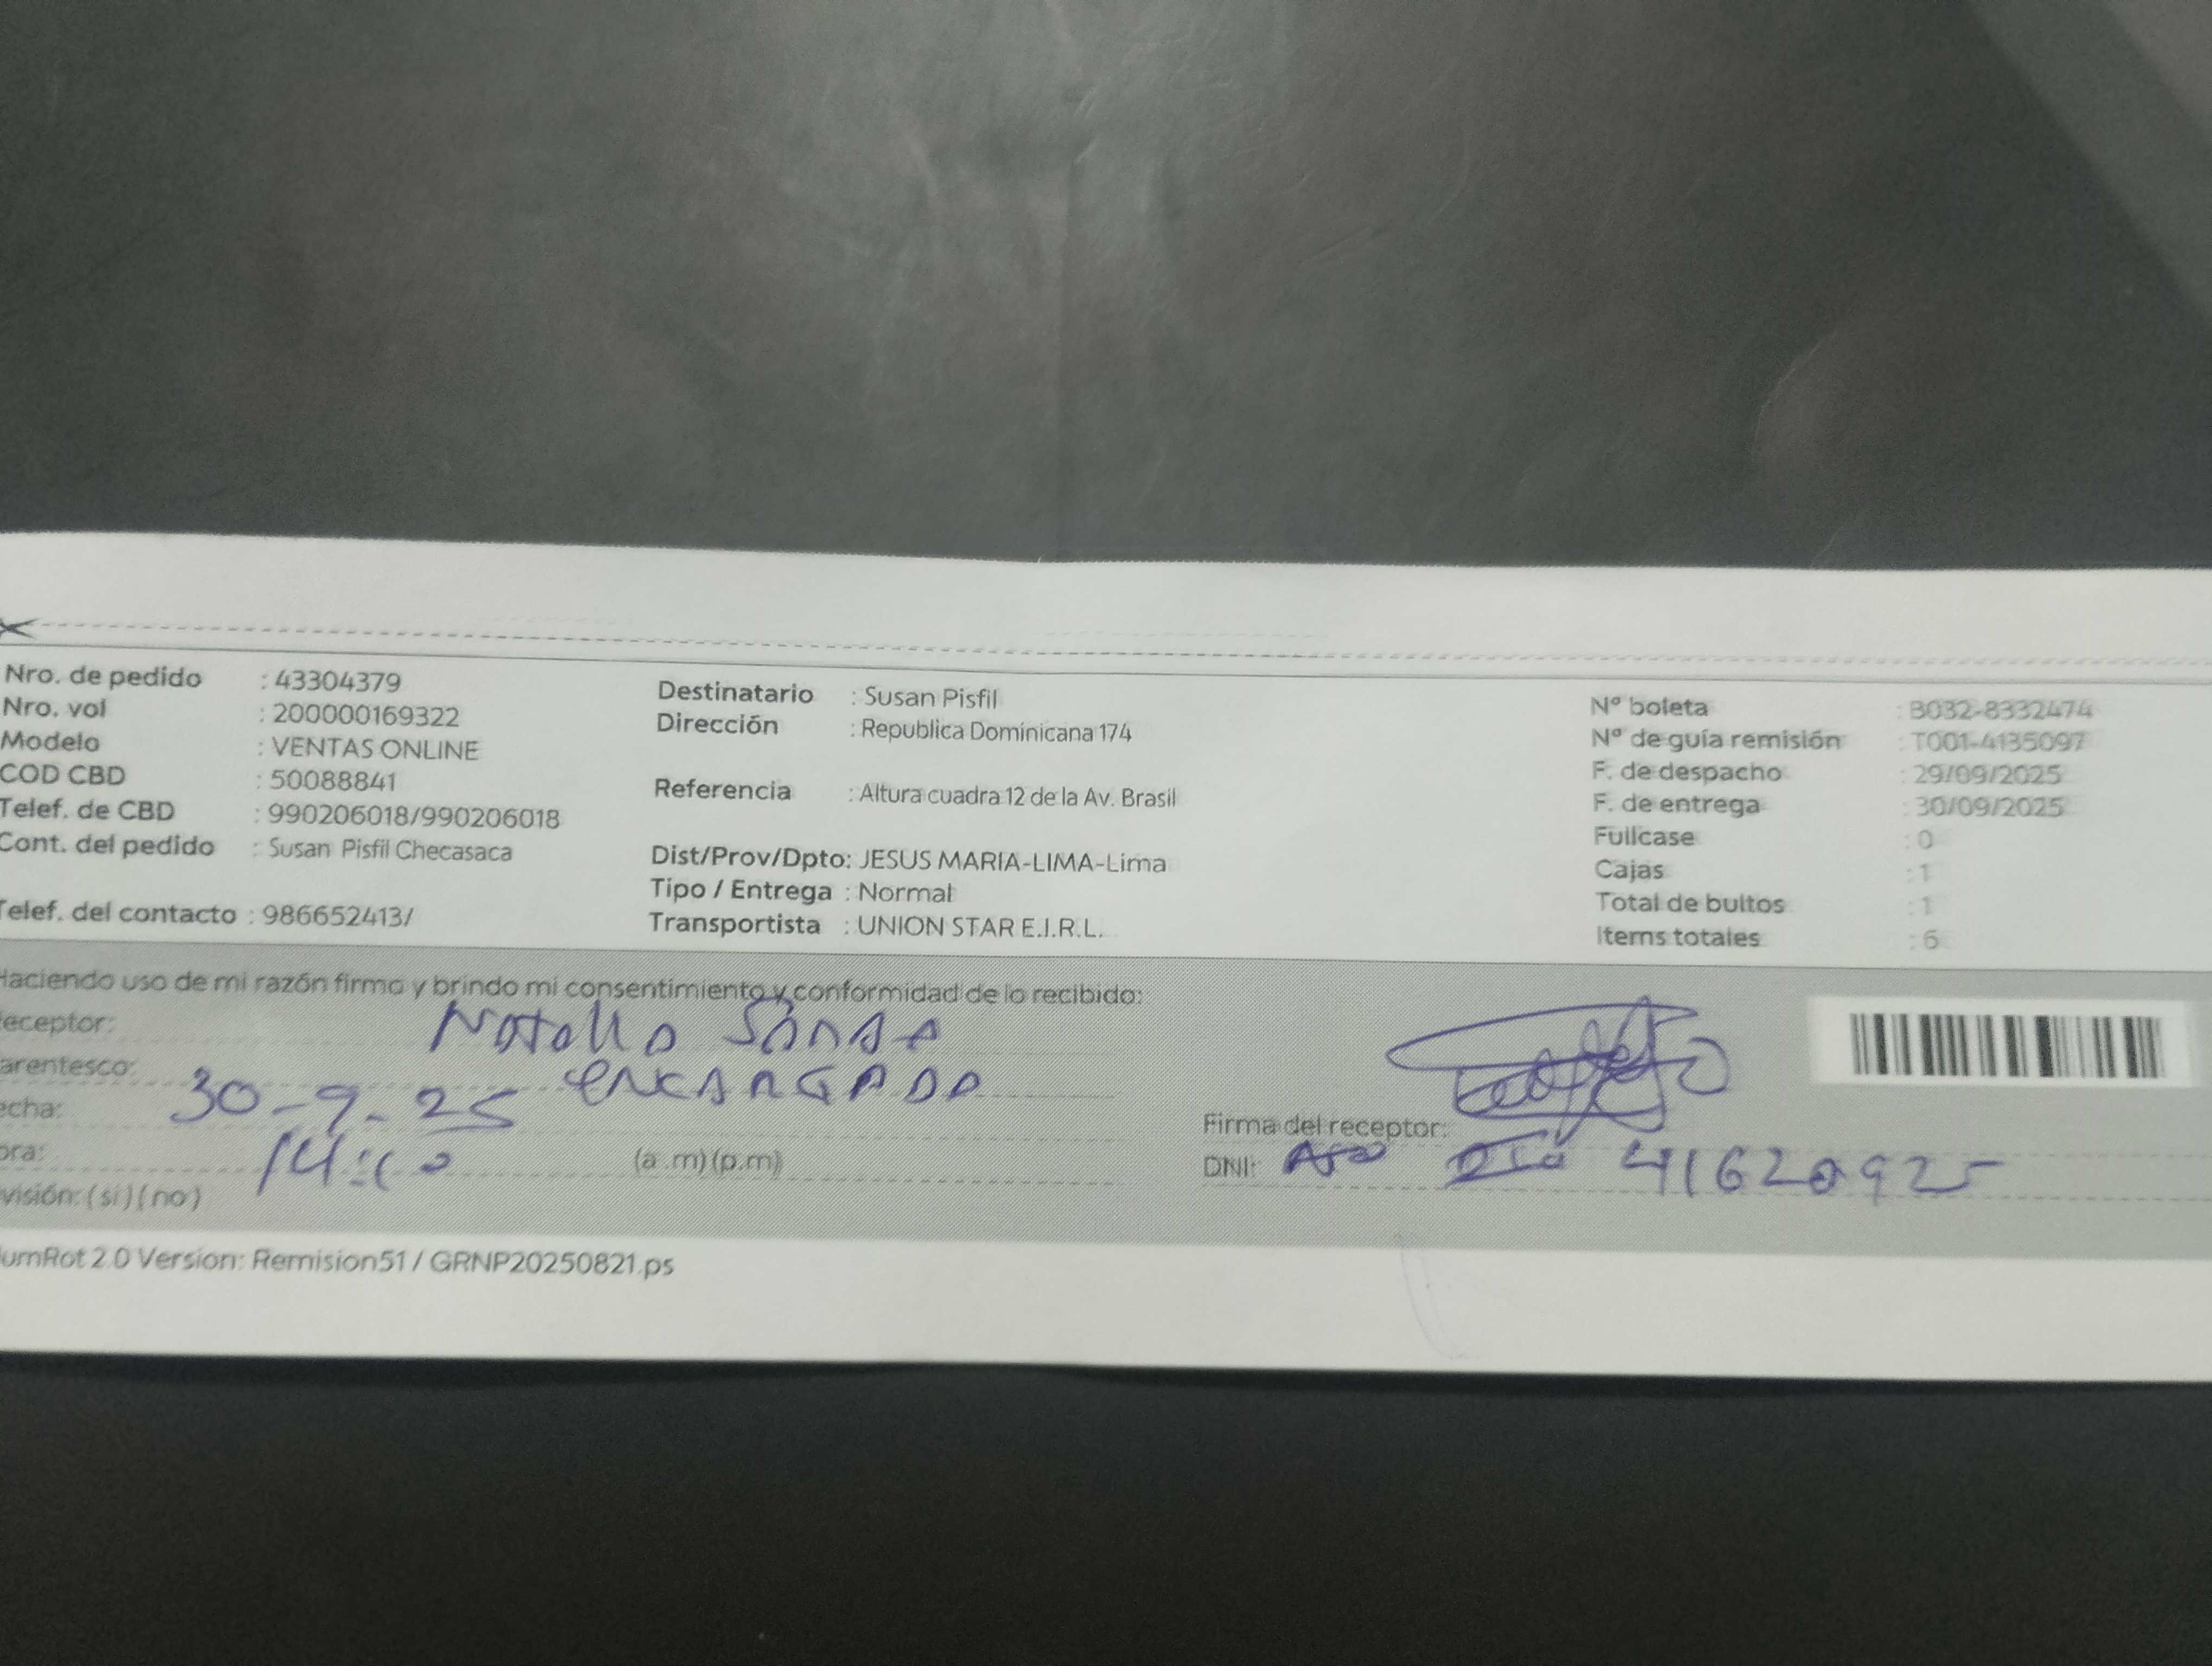 Nro. de pedido : 43304379
Nro. vol : 200000169322
Modelo : VENTAS ONLINE
COD CBD : 50088841
Telef. de CBD : 990206018/990206018
Cont. del pedido : Susan Pisfil Checasaca
Telef. del contacto : 986652413/
Destinatario : Susan Pisfil
Dirección : Republica Dominicana 174
Referencia : Altura cuadra 12 de la Av. Brasil
Dist/Prov/Dpto: JESUS MARIA-LIMA-Lima
Tipo / Entrega : Normal
Transportista : UNION STAR E.I.R.L.
Nº boleta : B032-8332474
Nº de guía remisión : T001-4135097
F. de despacho : 29/09/2025
F. de entrega : 30/09/2025
Fullcase : 0
Cajas : 1
Total de bultos : 1
Items totales : 6
Haciendo uso de mi razón firmo y brindo mi consentimiento y conformidad de lo recibido:
eceptor:
arentesco: ENCARGADO
echa: 30-9-25
ora: (a.m)(p.m)
visión: (si)(no)
Firma del receptor:
DNI: 41620925
umRot 2.0 Version: Remision51 / GRNP20250821.ps